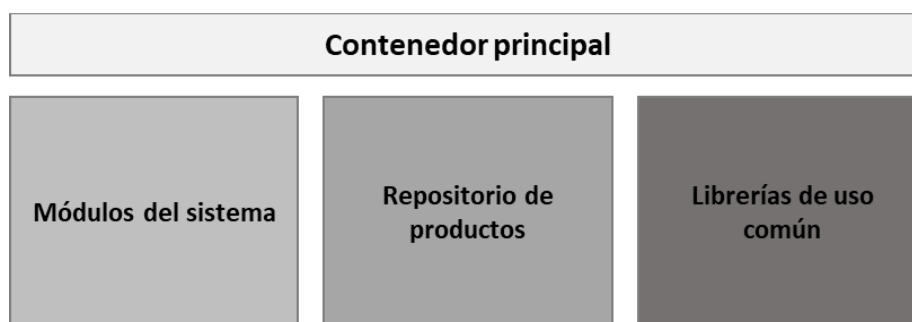 Contenedor principal
Módulos del sistema
Repositorio de
productos
Librerías de uso
común